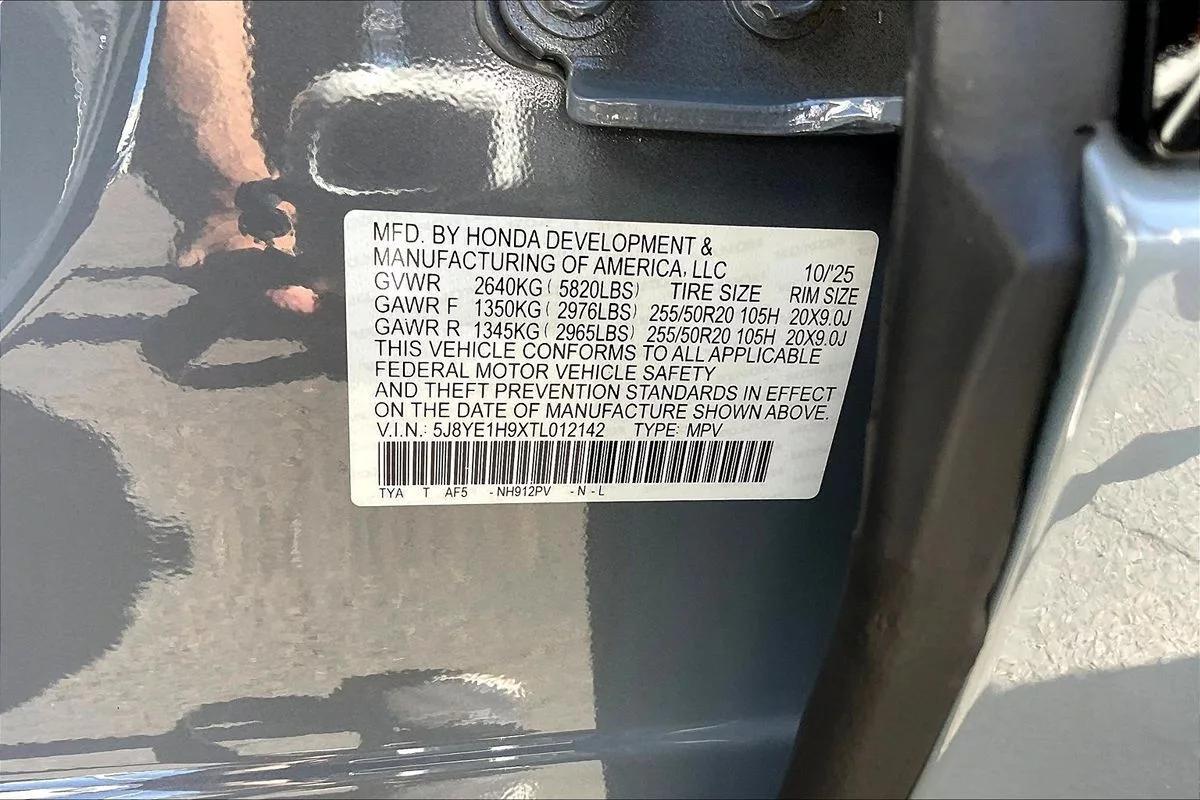 MFD. BY HONDA DEVELOPMENT &
MANUFACTURING OF AMERICA, LLC 10/'25
GVWR 2640KG ( 5820LBS) TIRE SIZE RIM SIZE
GAWR F 1350KG ( 2976LBS) 255/50R20 105H 20X9.0J
GAWR R 1345KG ( 2965LBS) 255/50R20 105H 20X9.0J
THIS VEHICLE CONFORMS TO ALL APPLICABLE
FEDERAL MOTOR VEHICLE SAFETY
AND THEFT PREVENTION STANDARDS IN EFFECT
ON THE DATE OF MANUFACTURE SHOWN ABOVE.
V.I.N.: 5J8YE1H9XTL012142 TYPE: MPV
TYA T AF5 - NH912PV - N - L